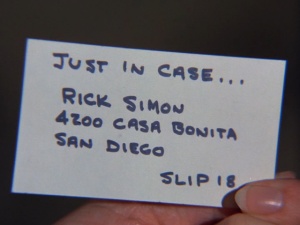 JUST IN CASE...
RICK SIMON
4200 CASA BONITA
SAN DIEGO
SLIP 18